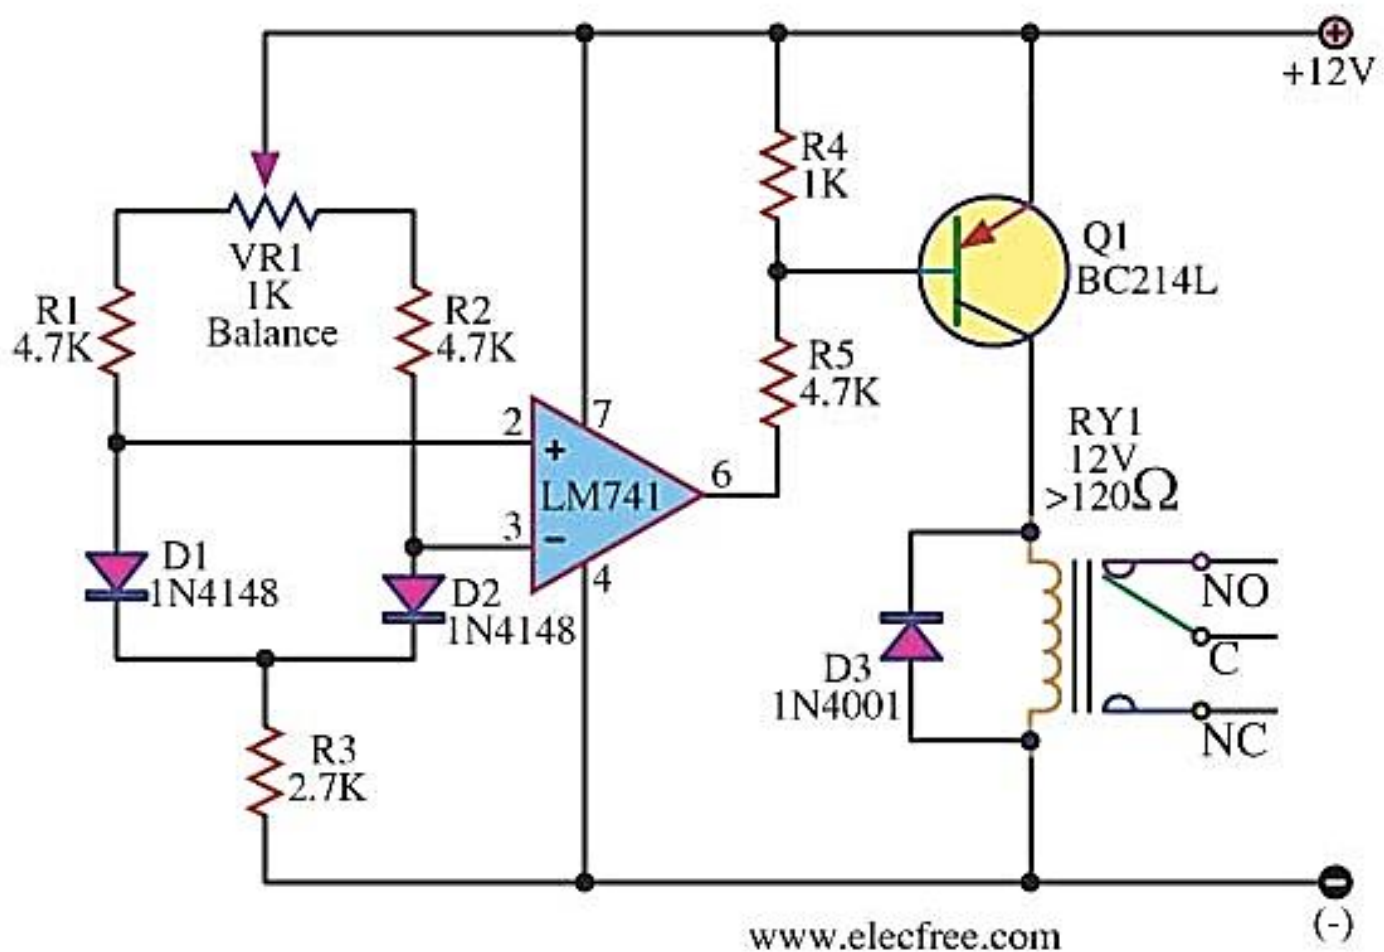 +12V
R4
1K
VR1
1K
Balance
Q1
BC214L
R1
4.7K
R2
4.7K
R5
4.7K
2
7
+
LM741
6
3
−
4
RY1
12V
>120Ω
D1
1N4148
D2
1N4148
NO
C
NC
D3
1N4001
R3
2.7K
(-)
www.elecfree.com